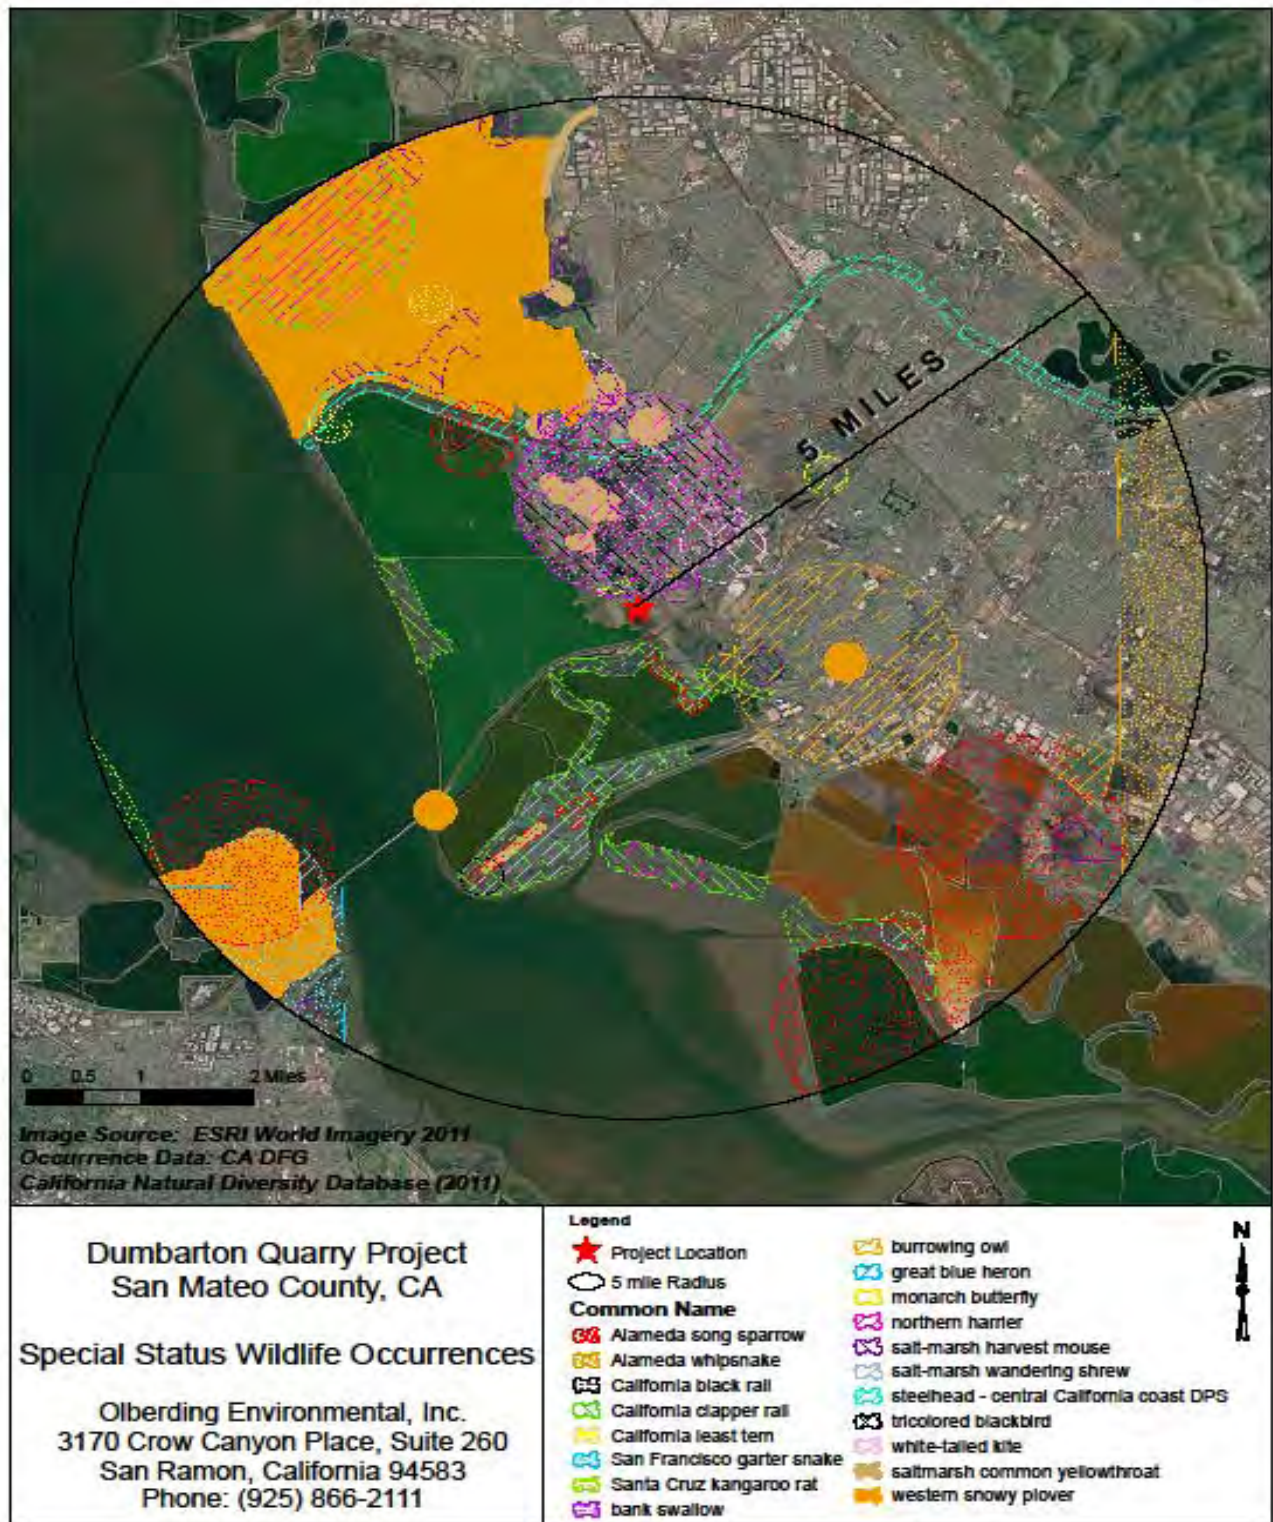 5 MILES
0 0.5 1 2 Miles
Image Source: ESRI World Imagery 2011
Occurrence Data: CA DFG
California Natural Diversity Database (2011)
Dumbarton Quarry Project
San Mateo County, CA
Special Status Wildlife Occurrences
Olberding Environmental, Inc.
3170 Crow Canyon Place, Suite 260
San Ramon, California 94583
Phone: (925) 866-2111
Legend
Project Location
5 mile Radius
Common Name
Alameda song sparrow
Alameda whipsnake
California black rail
California clapper rail
California least tern
San Francisco garter snake
Santa Cruz kangaroo rat
bank swallow
burrowing owl
great blue heron
monarch butterfly
northern harrier
salt-marsh harvest mouse
salt-marsh wandering shrew
steelhead - central California coast DPS
tricolored blackbird
white-tailed kite
saltmarsh common yellowthroat
western snowy plover
N